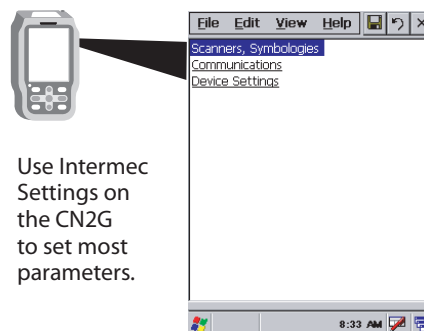 File Edit View Help
Scanners, Symbologies
Communications
Device Settings
Use Intermec
Settings on
the CN2G
to set most
parameters.
8:33 AM